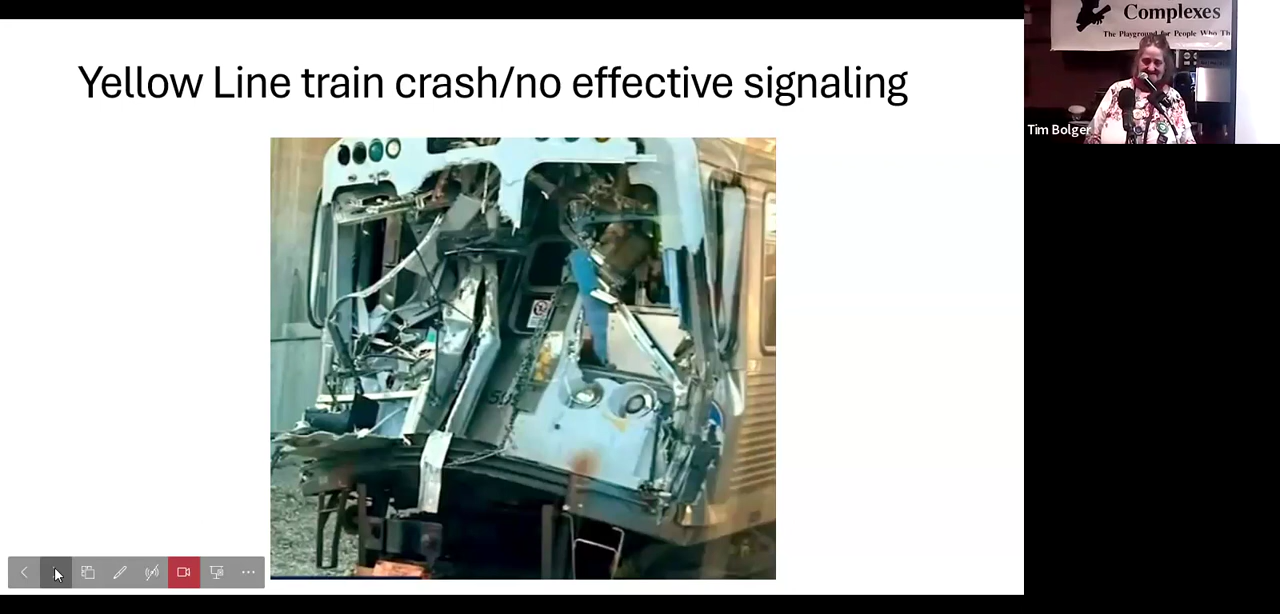 Yellow Line train crash/no effective signaling
Complexes
The Playground for People Who Th
Tim Bolger